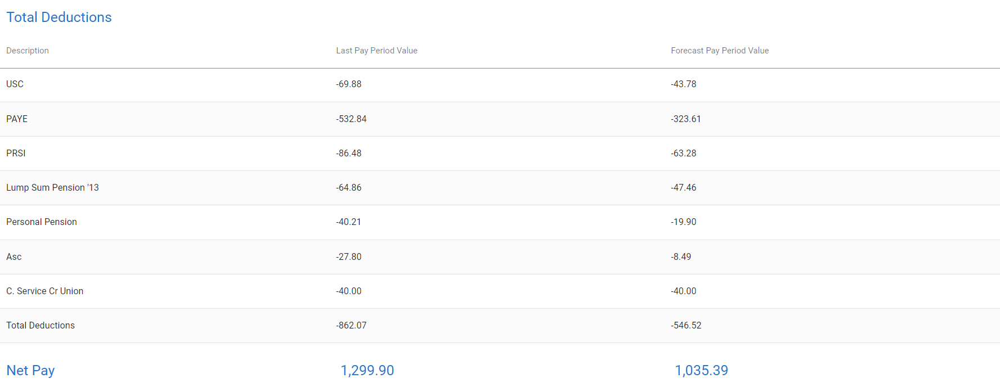 Total Deductions
Description Last Pay Period Value Forecast Pay Period Value
USC -69.88 -43.78
PAYE -532.84 -323.61
PRSI -86.48 -63.28
Lump Sum Pension '13 -64.86 -47.46
Personal Pension -40.21 -19.90
Asc -27.80 -8.49
C. Service Cr Union -40.00 -40.00
Total Deductions -862.07 -546.52
Net Pay 1,299.90 1,035.39